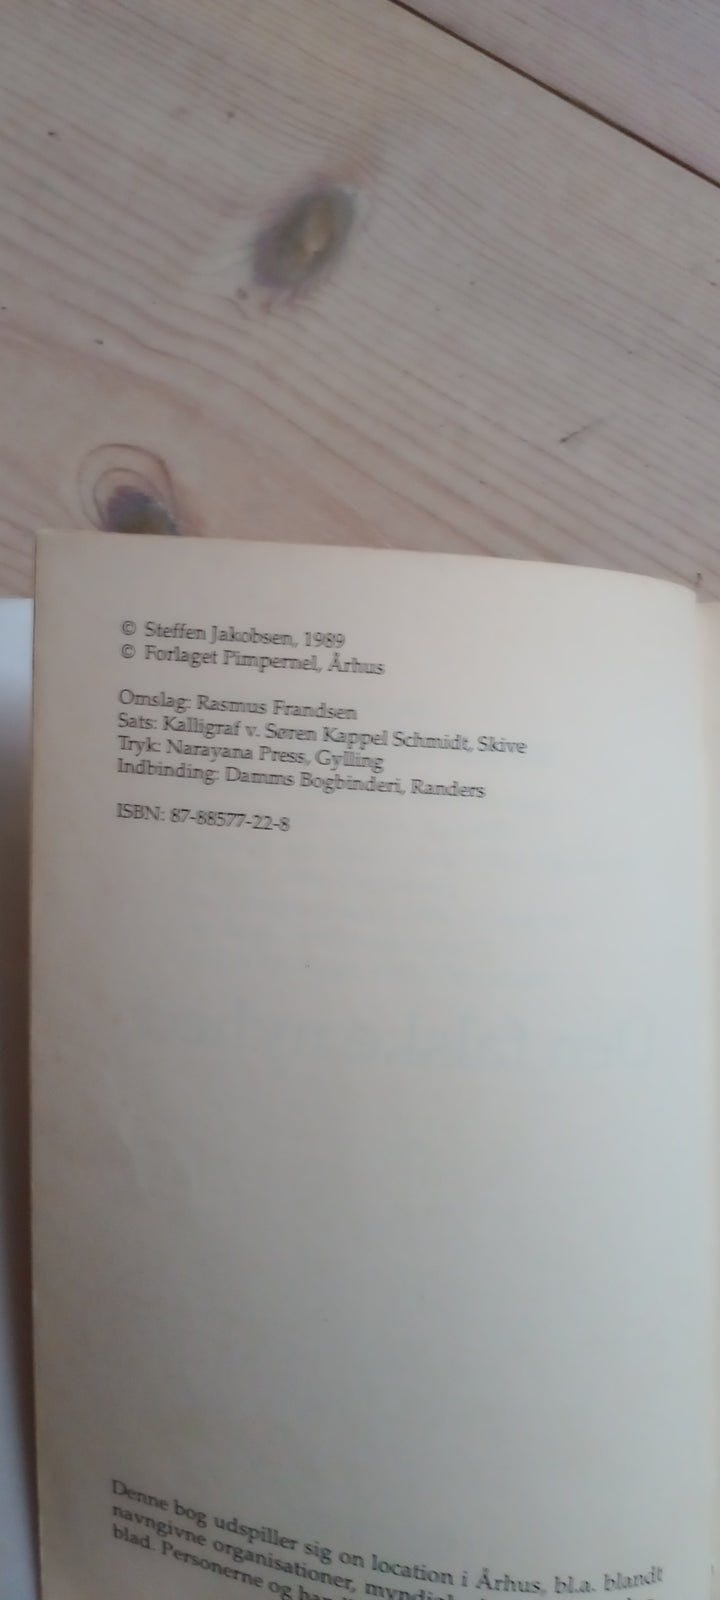 © Steffen Jakobsen, 1989
© Forlaget Pimpernel, Århus
Omslag: Rasmus Frandsen
Sats: Kalligraf v. Søren Kappel Schmidt, Skive
Tryk: Narayana Press, Gylling
Indbinding: Damms Bogbinderi, Randers
ISBN: 87-88577-22-8
Denne bog udspiller sig on location i Århus, bl.a. blandt
navngivne organisationer,
blad. Personerne og